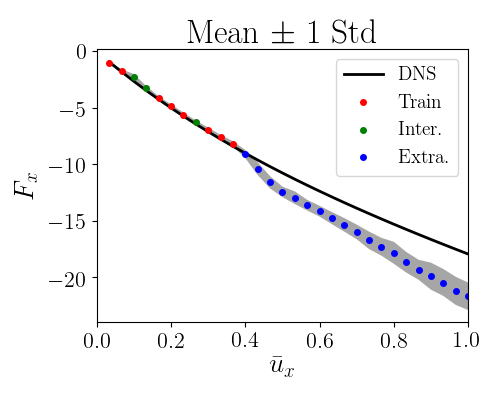 Mean ± 1 Std
DNS
Train
Inter.
Extra.
0
−5
−10
−15
−20
F_x
0.0 0.2 0.4 0.6 0.8 1.0
ū_x